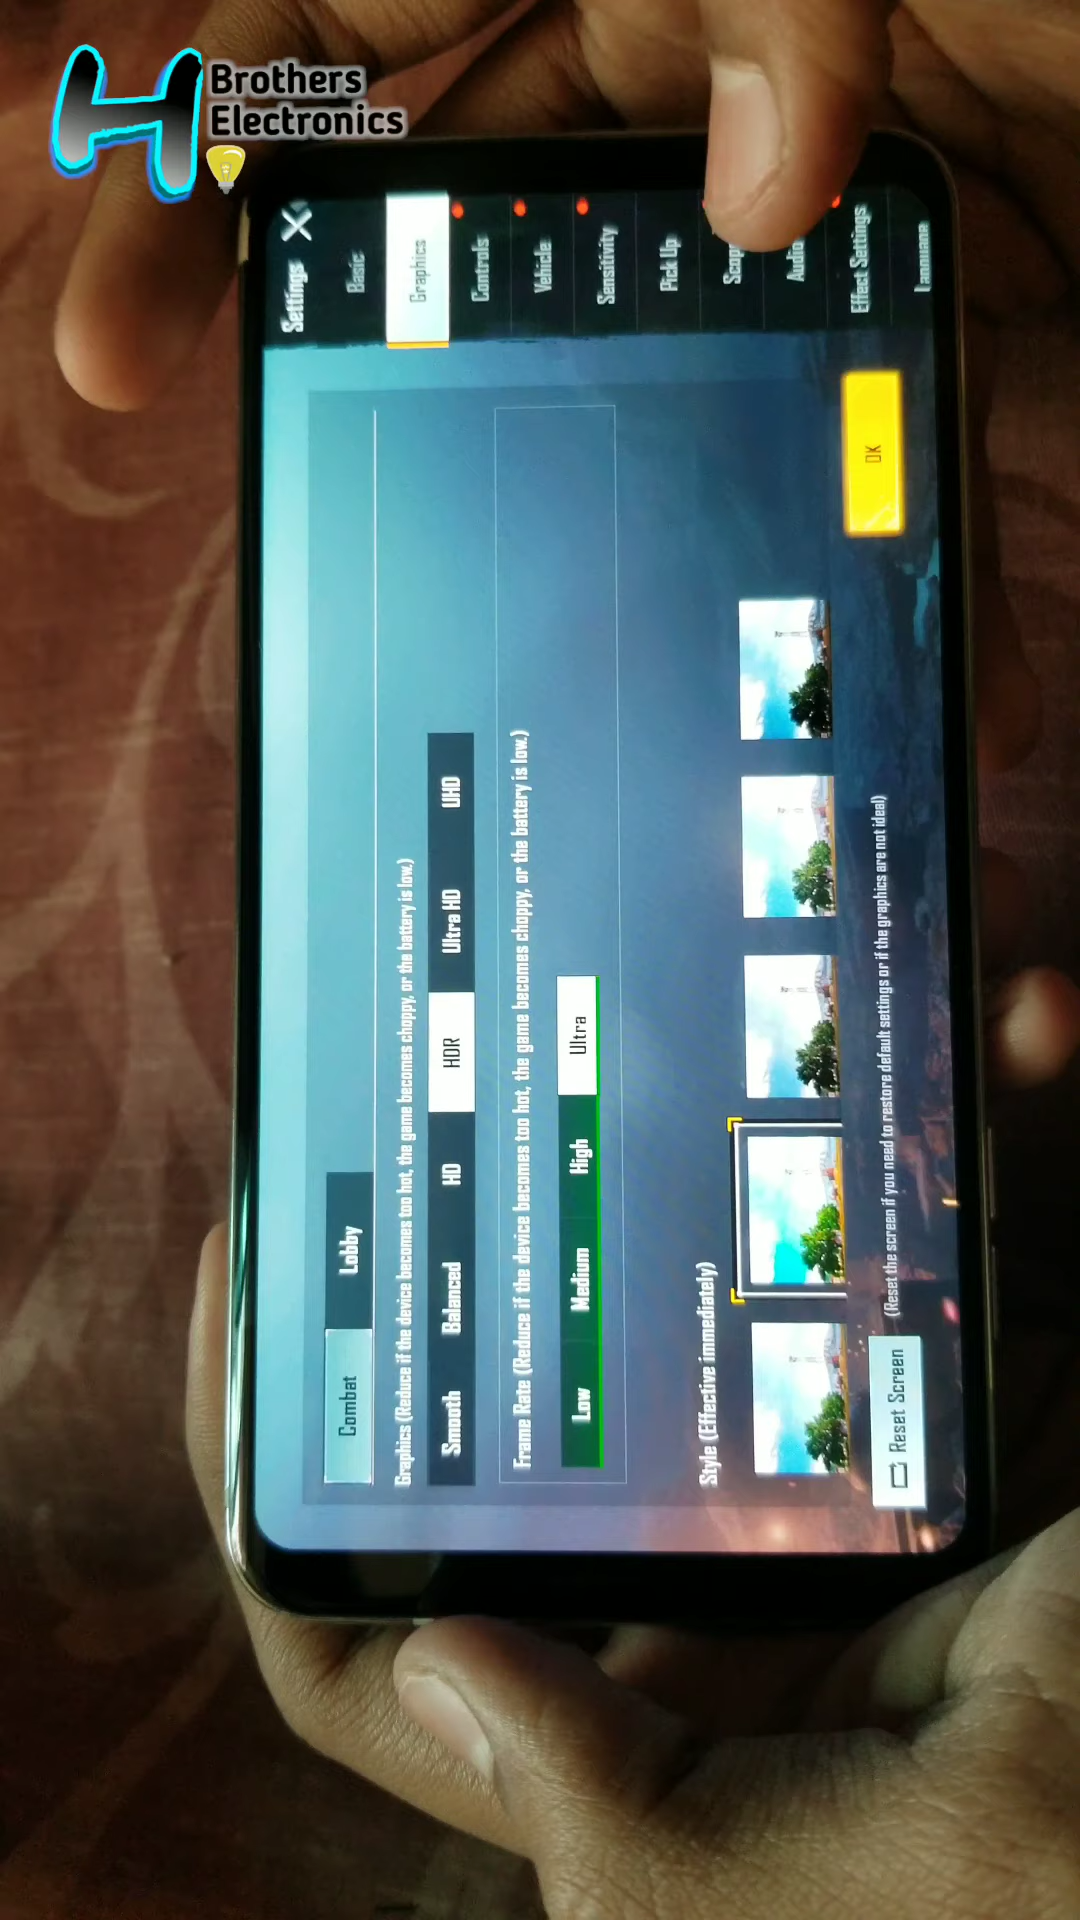 Brothers
Electronics
Settings
Basic
Graphics
Controls
Vehicle
Sensitivity
Pick Up
Effect Settings
Combat
Lobby
Graphics (Reduce if the device becomes too hot, the game becomes choppy, or the battery is low.)
Smooth
Balanced
HD
HDR
Ultra HD
UHD
Frame Rate (Reduce if the device becomes too hot, the game becomes choppy, or the battery is low.)
Low
Medium
High
Ultra
Style (Effective immediately)
Reset Screen
(Reset the screen if you need to restore default settings or if the graphics are not ideal)
OK